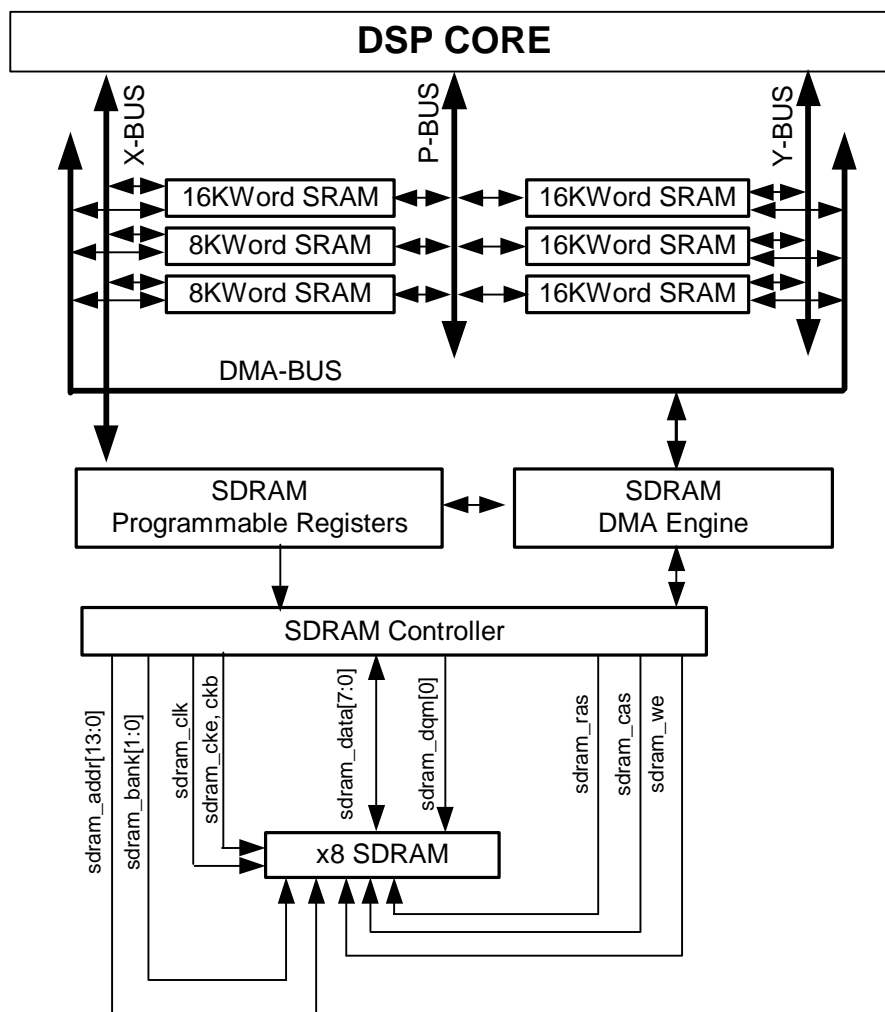 DSP CORE
X-BUS
P-BUS
Y-BUS
16KWord SRAM
16KWord SRAM
8KWord SRAM
16KWord SRAM
8KWord SRAM
16KWord SRAM
DMA-BUS
SDRAM
Programmable Registers
SDRAM
DMA Engine
SDRAM Controller
sdram_addr[13:0]
sdram_bank[1:0]
sdram_clk
sdram_cke, ckb
sdram_data[7:0]
sdram_dqm[0]
sdram_ras
sdram_cas
sdram_we
x8 SDRAM